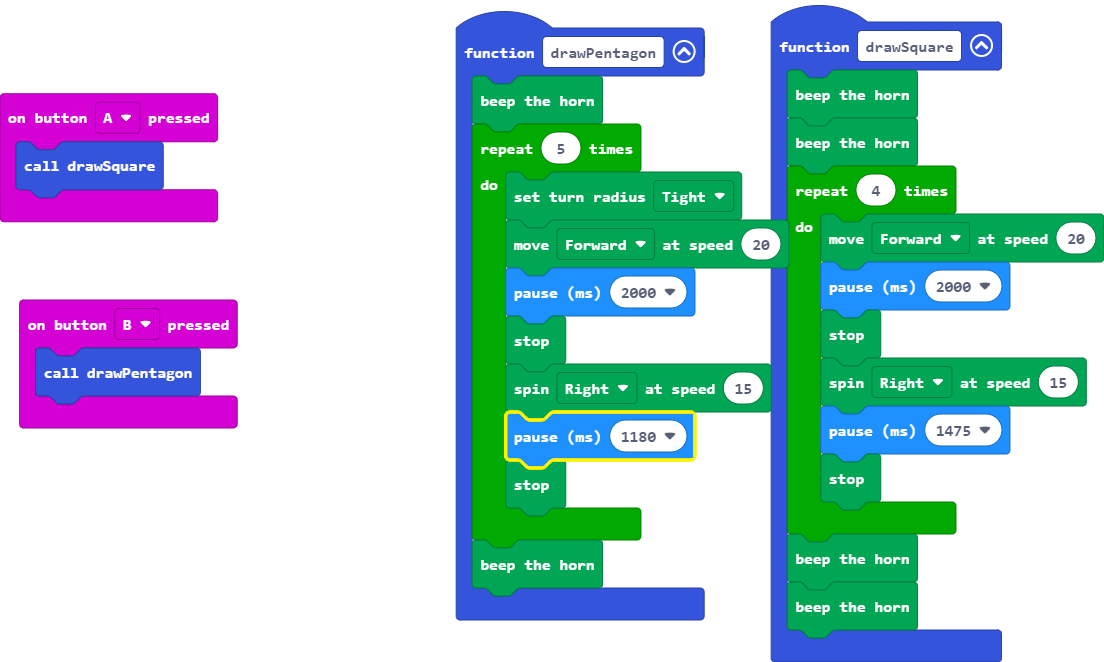 on button A pressed
call drawSquare
on button B pressed
call drawPentagon
function drawPentagon
beep the horn
repeat 5 times
do
set turn radius Tight
move Forward at speed 20
pause (ms) 2000
stop
spin Right at speed 15
pause (ms) 1180
stop
beep the horn
function drawSquare
beep the horn
beep the horn
repeat 4 times
do
move Forward at speed 20
pause (ms) 2000
stop
spin Right at speed 15
pause (ms) 1475
stop
beep the horn
beep the horn